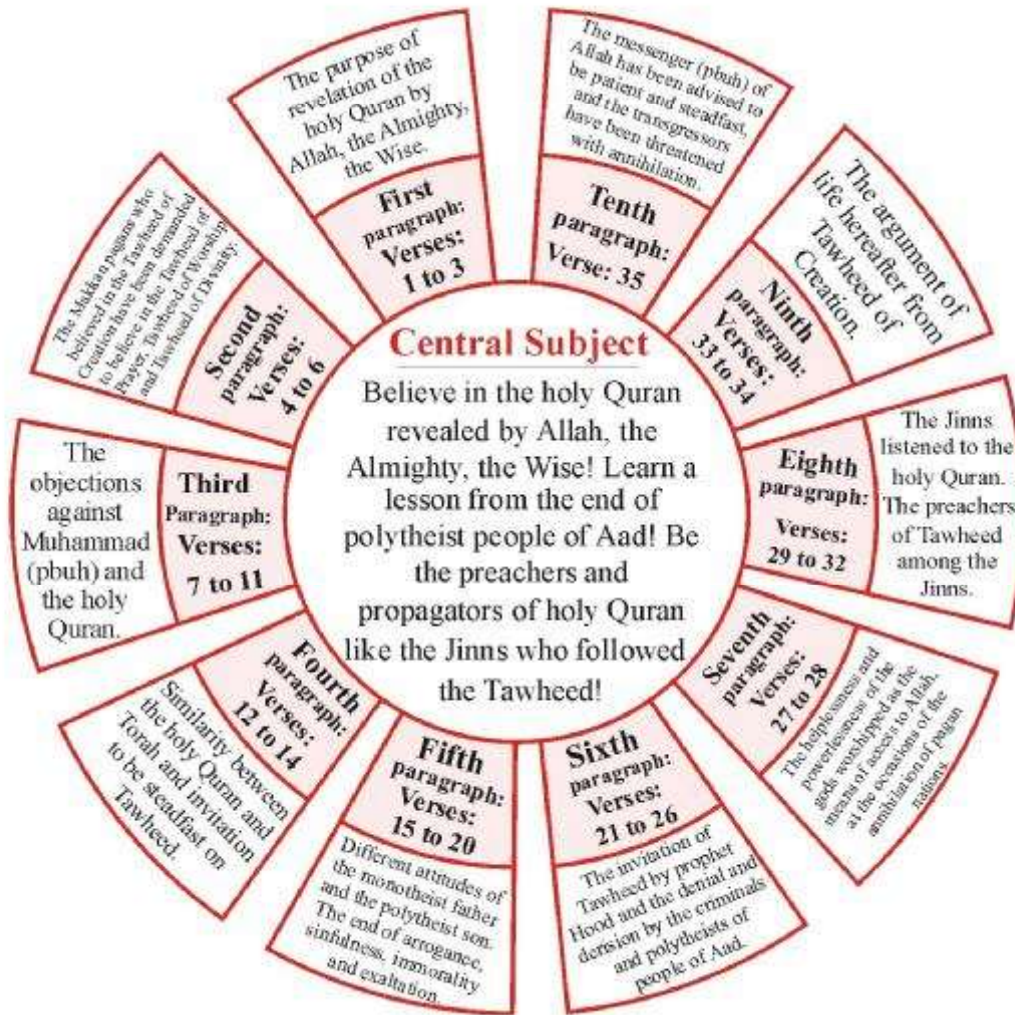 Central Subject
Believe in the holy Quran
revealed by Allah, the
Almighty, the Wise! Learn a
lesson from the end of
polytheist people of Aad! Be
the preachers and
propagators of holy Quran
like the Jinns who followed
the Tawheed!
First
paragraph:
Verses:
1 to 3
The purpose of
revelation of the
holy Quran by
Allah, the Almighty,
the Wise.
Second
paragraph:
Verses:
4 to 6
The Makkan pagans who
believed in the Tawheed of
Creation have been demanded
to believe in the Tawheed of
Prayer, Tawheed of Worship
and Tawheed of Divinity.
Third
Paragraph:
Verses:
7 to 11
The
objections
against
Muhammad
(pbuh) and
the holy
Quran.
Fourth
paragraph:
Verses:
12 to 14
Similarity between
the holy Quran and
Torah and invitation
to be steadfast on
Tawheed.
Fifth
paragraph:
Verses:
15 to 20
Different attitudes of
the monotheist father
and the polytheist son.
The end of arrogance,
sinfulness, immorality
and exaltation.
Sixth
paragraph:
Verses:
21 to 26
The invitation of
Tawheed by prophet
Hood and the denial and
derision by the criminals
and polytheists of
people of Aad.
Seventh
paragraph:
Verses:
27 to 28
The helplessness and
powerlessness of the
gods worshipped as the
means of access to Allah,
at the occasions of the
annihilation of pagan
nations.
Eighth
paragraph:
Verses:
29 to 32
The Jinns
listened to the
holy Quran.
The preachers
of Tawheed
among the
Jinns.
Ninth
paragraph:
Verses:
33 to 34
The argument of
life hereafter from
Tawheed of
Creation.
Tenth
paragraph:
Verse: 35
The messenger (pbuh) of
Allah has been advised to
be patient and steadfast,
and the transgressors
have been threatened
with annihilation.